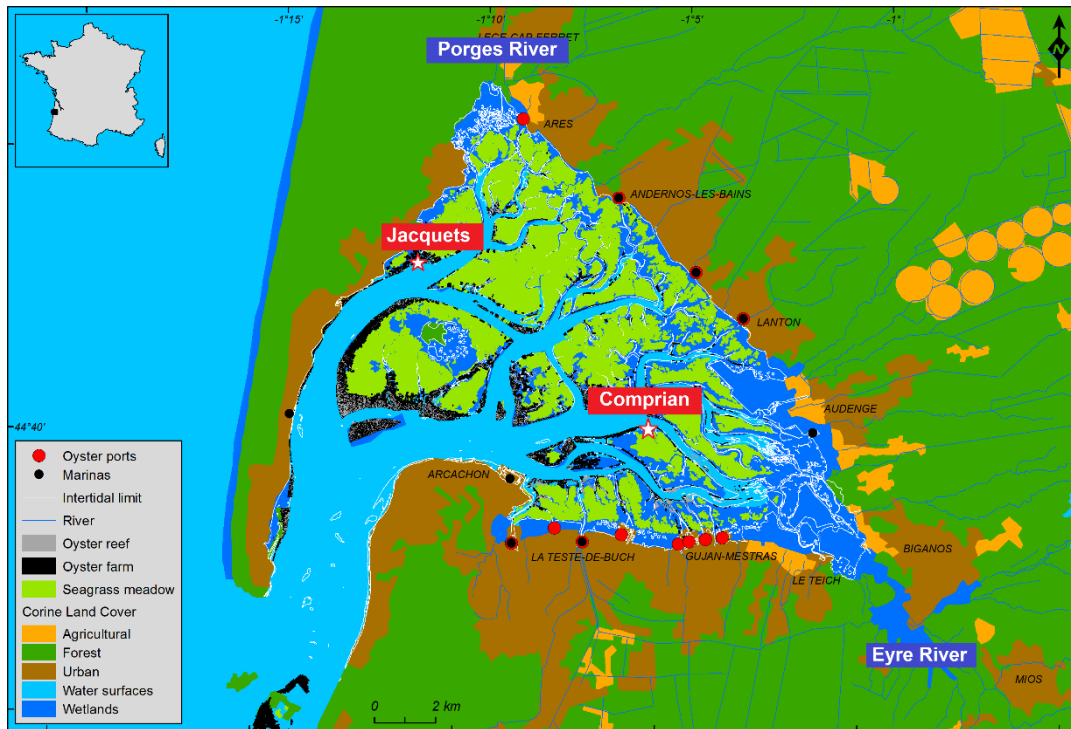 -1°15'
-1°10'
-1°5'
-1°
N
LEGE-CAP-FERRET
Porges River
ARES
ANDERNOS-LES-BAINS
Jacquets
LANTON
Comprian
AUDENGE
44°40'
ARCACHON
LA TESTE-DE-BUCH
GUJAN-MESTRAS
LE TEICH
BIGANOS
Eyre River
MIOS
0 2 km
Oyster ports
Marinas
Intertidal limit
River
Oyster reef
Oyster farm
Seagrass meadow
Corine Land Cover
Agricultural
Forest
Urban
Water surfaces
Wetlands